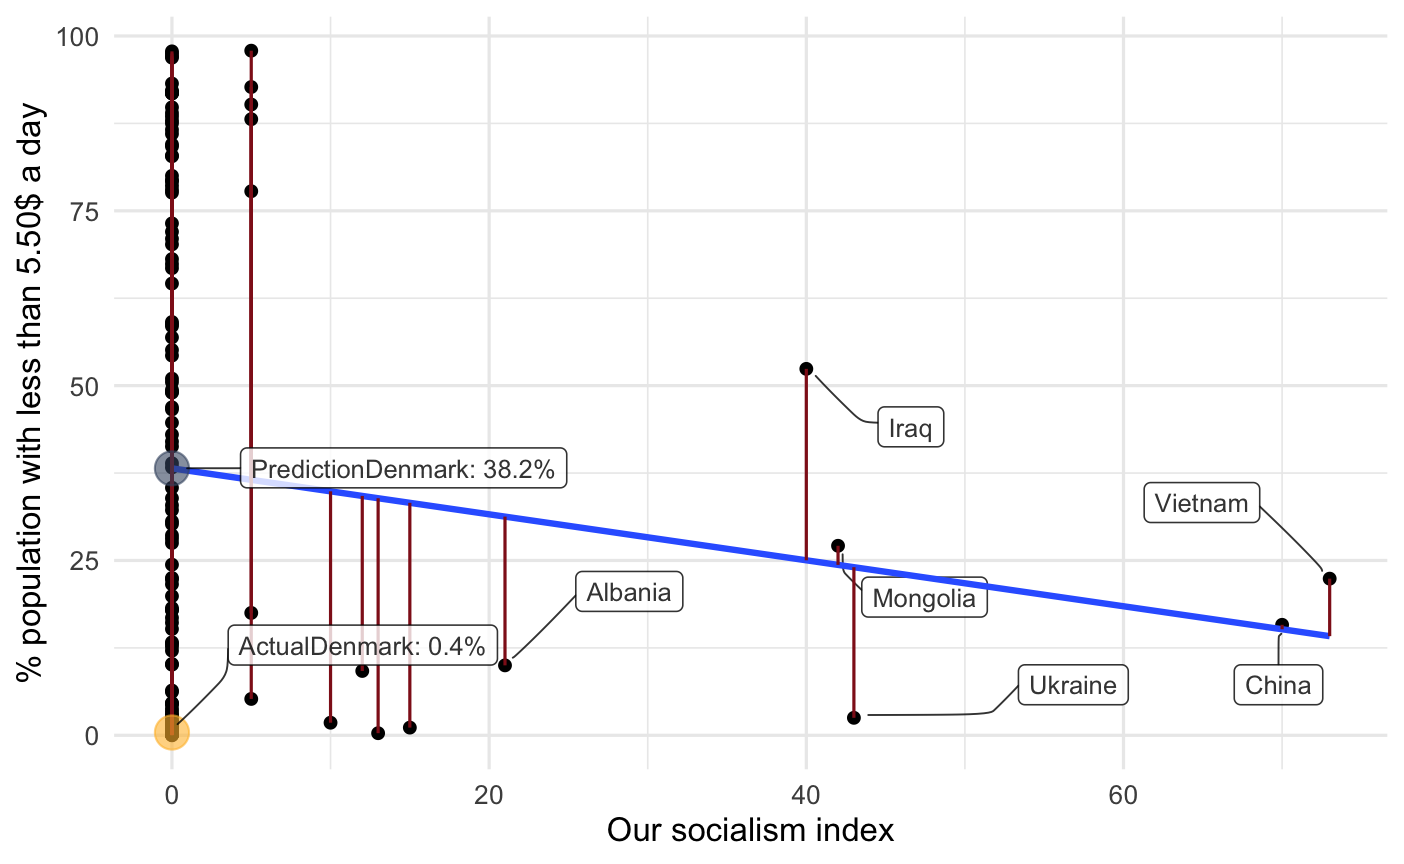 100
75
50
25
0
% population with less than 5.50$ a day
Iraq
PredictionDenmark: 38.2%
Vietnam
Albania
Mongolia
ActualDenmark: 0.4%
Ukraine
China
0
20
40
60
Our socialism index